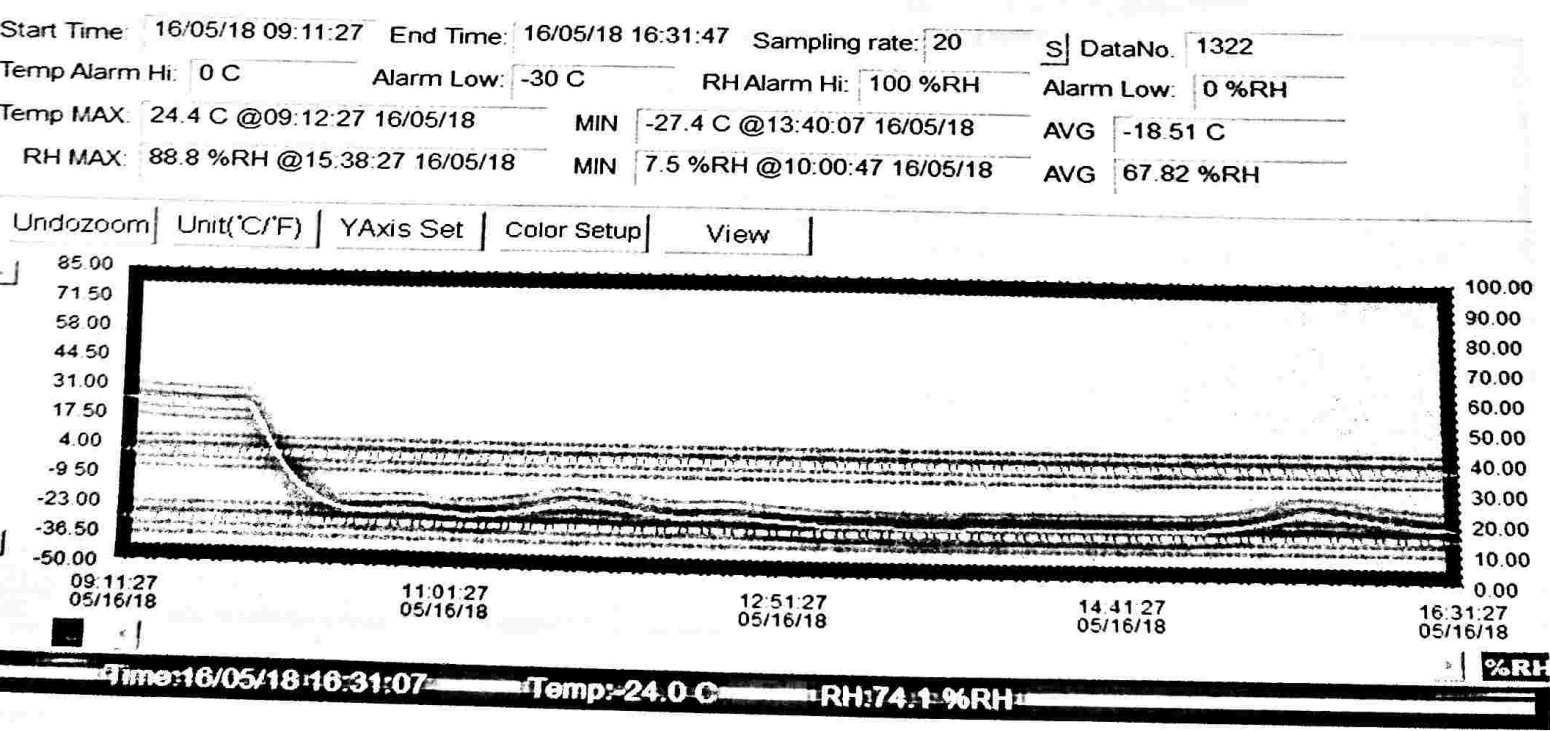 Start Time: 16/05/18 09:11:27 End Time: 16/05/18 16:31:47 Sampling rate: 20 S DataNo. 1322
Temp Alarm Hi: 0 C Alarm Low: -30 C RH Alarm Hi: 100 %RH Alarm Low: 0 %RH
Temp MAX: 24.4 C @09:12:27 16/05/18 MIN -27.4 C @13:40:07 16/05/18 AVG -18.51 C
RH MAX: 88.8 %RH @15:38:27 16/05/18 MIN 7.5 %RH @10:00:47 16/05/18 AVG 67.82 %RH
Undozoom Unit(°C/°F) YAxis Set Color Setup View
85.00 100.00
71.50 90.00
58.00 80.00
44.50 70.00
31.00 60.00
17.50 50.00
4.00 40.00
-9.50 30.00
-23.00 20.00
-36.50 10.00
-50.00 0.00
09:11:27 11:01:27 12:51:27 14:41:27 16:31:27
05/16/18 05/16/18 05/16/18 05/16/18 05/16/18
%RH
Time:16/05/18 16:31:07 Temp:-24.0 C RH:74.1 %RH